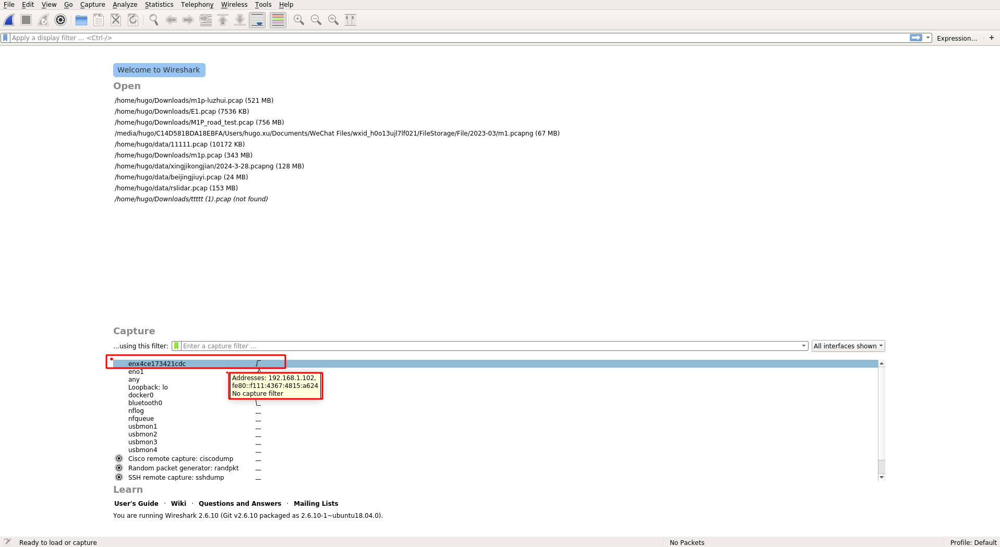 File Edit View Go Capture Analyze Statistics Telephony Wireless Tools Help
Apply a display filter ... <Ctrl-/>
Expression... +
Welcome to Wireshark
Open
/home/hugo/Downloads/m1p-luzhui.pcap (521 MB)
/home/hugo/Downloads/E1.pcap (7536 KB)
/home/hugo/Downloads/M1P_road_test.pcap (756 MB)
/media/hugo/C14D581BDA18EBFA/Users/hugo.xu/Documents/WeChat Files/wxid_h0o13ujl7lf021/FileStorage/File/2023-03/m1.pcapng (67 MB)
/home/hugo/data/11111.pcap (10172 KB)
/home/hugo/Downloads/m1p.pcap (343 MB)
/home/hugo/data/xingjikongjian/2024-3-28.pcapng (128 MB)
/home/hugo/data/beijingjiuyi.pcap (24 MB)
/home/hugo/data/rslidar.pcap (153 MB)
/home/hugo/Downloads/ttttt (1).pcap (not found)
Capture
...using this filter: Enter a capture filter ... All interfaces shown
enx4ce173421cdc
eno1
any
Loopback: lo
docker0
bluetooth0
nflog
nfqueue
usbmon1
usbmon2
usbmon3
usbmon4
Cisco remote capture: ciscodump
Random packet generator: randpkt
SSH remote capture: sshdump
Addresses: 192.168.1.102,
fe80::f111:4367:4815:a624
No capture filter
Learn
User's Guide · Wiki · Questions and Answers · Mailing Lists
You are running Wireshark 2.6.10 (Git v2.6.10 packaged as 2.6.10-1~ubuntu18.04.0).
Ready to load or capture No Packets Profile: Default